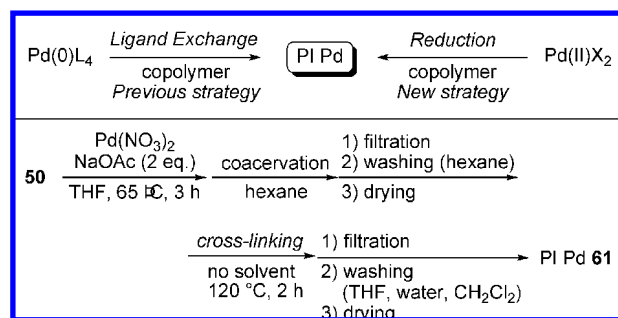 Pd(0)L4 Ligand Exchange PI Pd Reduction Pd(II)X2
copolymer copolymer
Previous strategy New strategy
Pd(NO3)2
NaOAc (2 eq.)
50
THF, 65 °C, 3 h
coacervation
hexane
1) filtration
2) washing (hexane)
3) drying
cross-linking
no solvent
120 °C, 2 h
1) filtration
2) washing
(THF, water, CH2Cl2)
3) drying
PI Pd 61